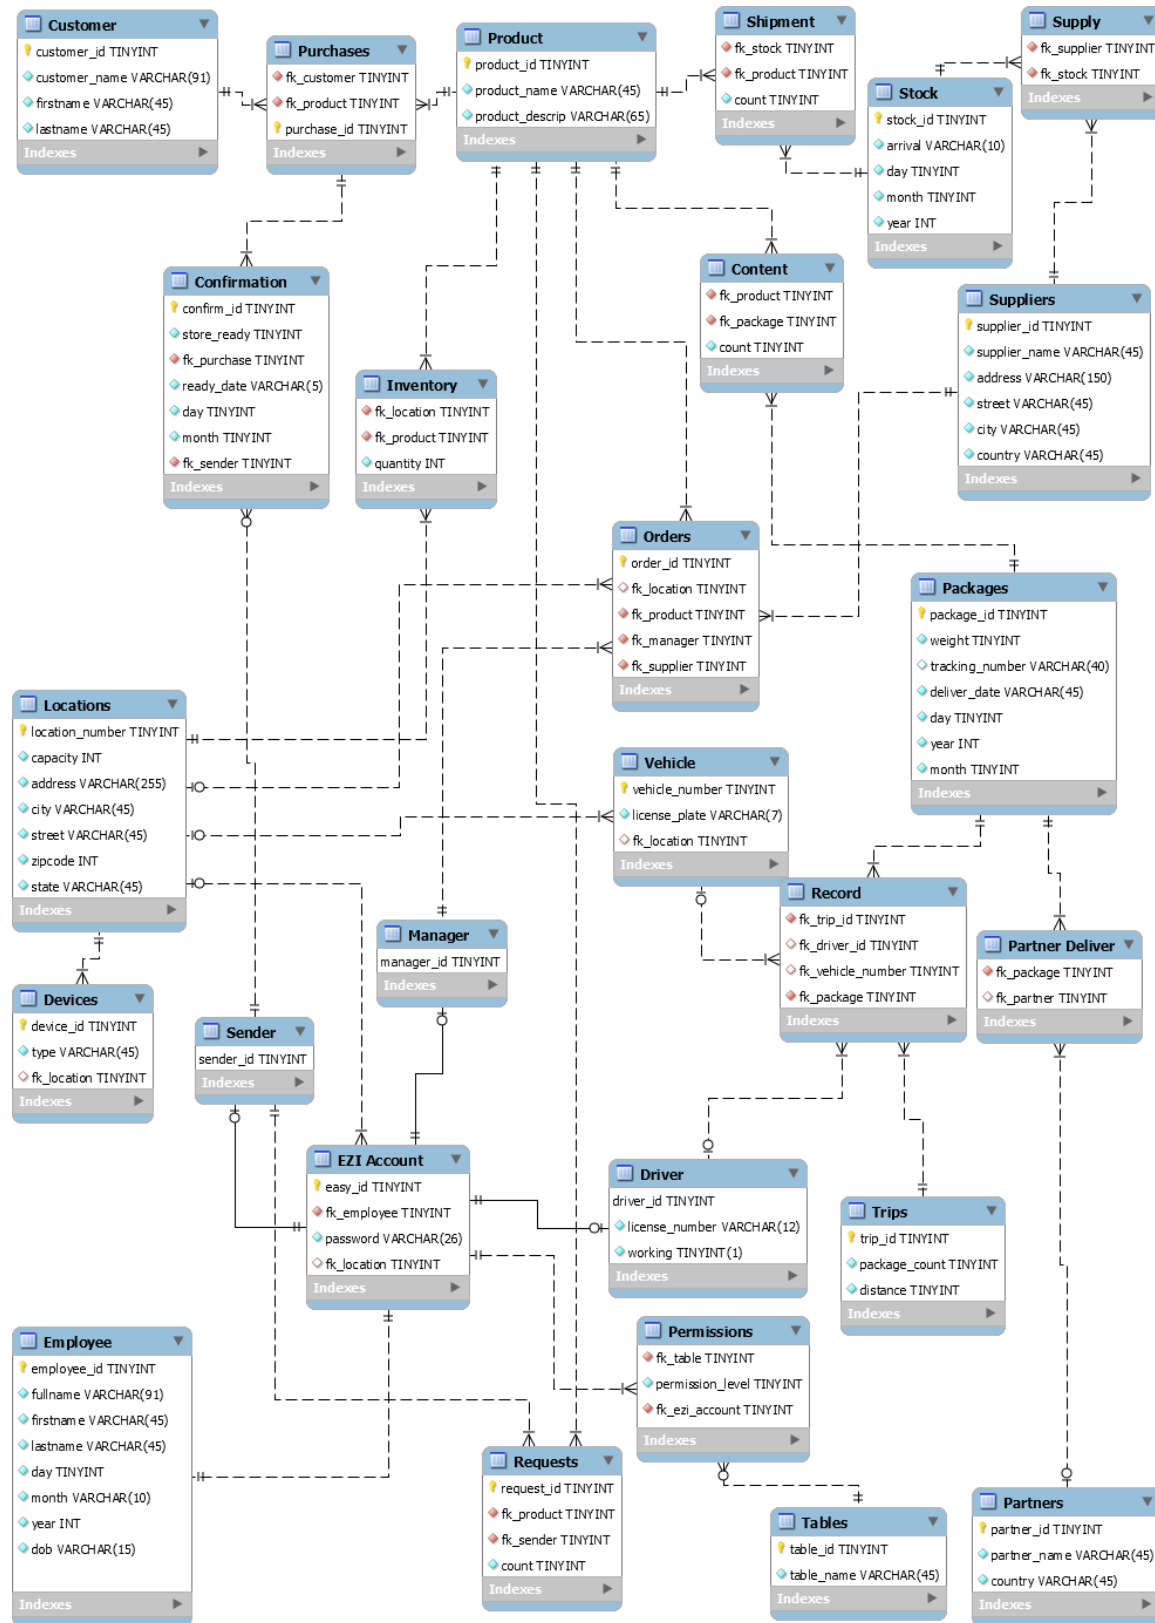 Customer
customer_id TINYINT
customer_name VARCHAR(91)
firstname VARCHAR(45)
lastname VARCHAR(45)
Indexes
Purchases
fk_customer TINYINT
fk_product TINYINT
purchase_id TINYINT
Indexes
Product
product_id TINYINT
product_name VARCHAR(45)
product_descrip VARCHAR(65)
Indexes
Shipment
fk_stock TINYINT
fk_product TINYINT
count TINYINT
Indexes
Supply
fk_supplier TINYINT
fk_stock TINYINT
Indexes
Stock
stock_id TINYINT
arrival VARCHAR(10)
day TINYINT
month TINYINT
year INT
Indexes
Confirmation
confirm_id TINYINT
store_ready TINYINT
fk_purchase TINYINT
ready_date VARCHAR(5)
day TINYINT
month TINYINT
fk_sender TINYINT
Indexes
Inventory
fk_location TINYINT
fk_product TINYINT
quantity INT
Indexes
Content
fk_product TINYINT
fk_package TINYINT
count TINYINT
Indexes
Suppliers
supplier_id TINYINT
supplier_name VARCHAR(45)
address VARCHAR(150)
street VARCHAR(45)
city VARCHAR(45)
country VARCHAR(45)
Indexes
Orders
order_id TINYINT
fk_location TINYINT
fk_product TINYINT
fk_manager TINYINT
fk_supplier TINYINT
Indexes
Packages
package_id TINYINT
weight TINYINT
tracking_number VARCHAR(40)
deliver_date VARCHAR(45)
day TINYINT
year INT
month TINYINT
Indexes
Locations
location_number TINYINT
capacity INT
address VARCHAR(255)
city VARCHAR(45)
street VARCHAR(45)
zipcode INT
state VARCHAR(45)
Indexes
Vehicle
vehicle_number TINYINT
license_plate VARCHAR(7)
fk_location TINYINT
Indexes
Record
fk_trip_id TINYINT
fk_driver_id TINYINT
fk_vehicle_number TINYINT
fk_package TINYINT
Indexes
Partner Deliver
fk_package TINYINT
fk_partner TINYINT
Indexes
Manager
manager_id TINYINT
Indexes
Devices
device_id TINYINT
type VARCHAR(45)
fk_location TINYINT
Indexes
Sender
sender_id TINYINT
Indexes
EZI Account
easy_id TINYINT
fk_employee TINYINT
password VARCHAR(26)
fk_location TINYINT
Indexes
Driver
driver_id TINYINT
license_number VARCHAR(12)
working TINYINT(1)
Indexes
Trips
trip_id TINYINT
package_count TINYINT
distance TINYINT
Indexes
Employee
employee_id TINYINT
fullname VARCHAR(91)
firstname VARCHAR(45)
lastname VARCHAR(45)
day TINYINT
month VARCHAR(10)
year INT
dob VARCHAR(15)
Indexes
Permissions
fk_table TINYINT
permission_level TINYINT
fk_ezi_account TINYINT
Indexes
Requests
request_id TINYINT
fk_product TINYINT
fk_sender TINYINT
count TINYINT
Indexes
Tables
table_id TINYINT
table_name VARCHAR(45)
Indexes
Partners
partner_id TINYINT
partner_name VARCHAR(45)
country VARCHAR(45)
Indexes